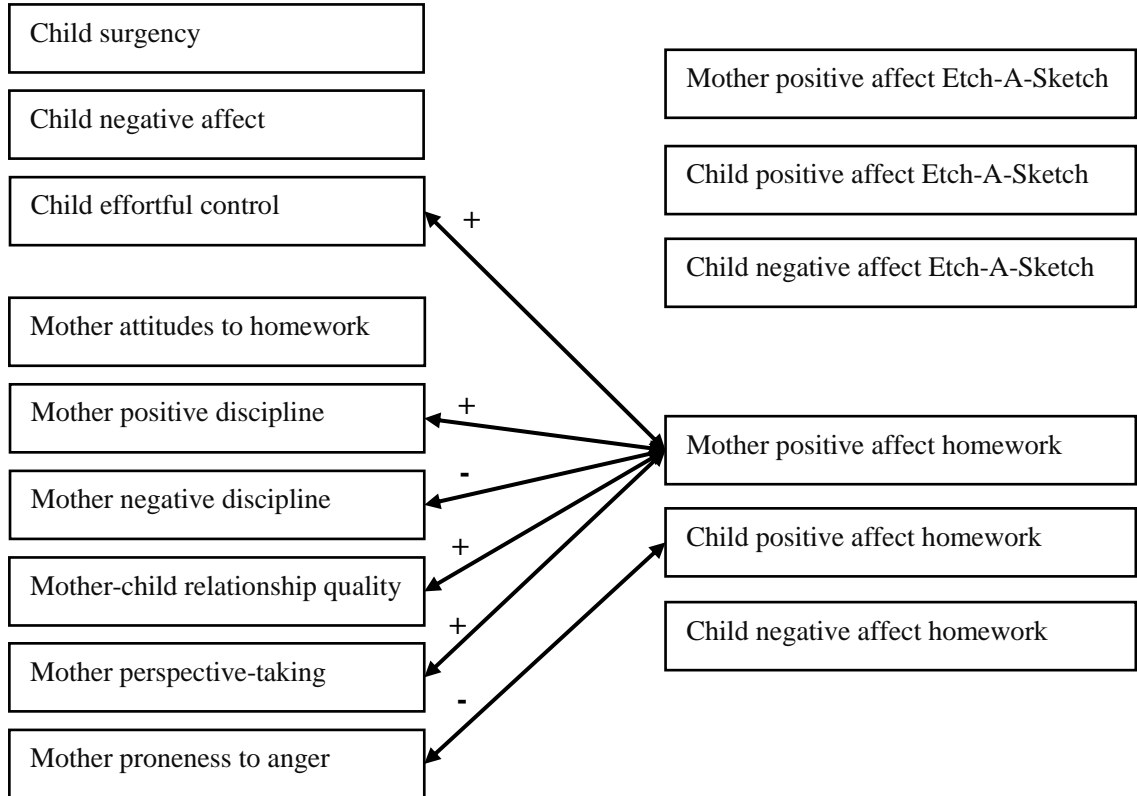 Child surgency
Child negative affect
Child effortful control
Mother attitudes to homework
Mother positive discipline
Mother negative discipline
Mother-child relationship quality
Mother perspective-taking
Mother proneness to anger
+
+
-
+
+
-
Mother positive affect Etch-A-Sketch
Child positive affect Etch-A-Sketch
Child negative affect Etch-A-Sketch
Mother positive affect homework
Child positive affect homework
Child negative affect homework